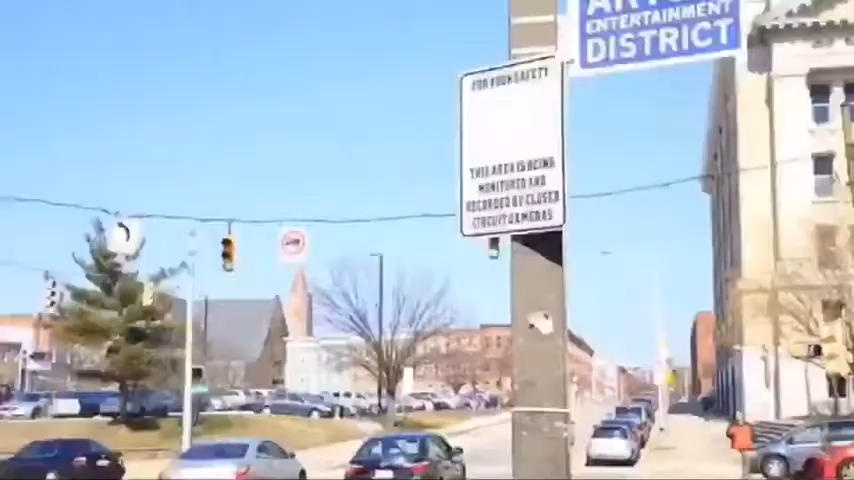 ENTERTAINMENT
DISTRICT
FOR YOUR SAFETY
THIS AREA IS BEING
MONITORED AND
RECORDED BY CLOSED
CIRCUIT CAMERAS